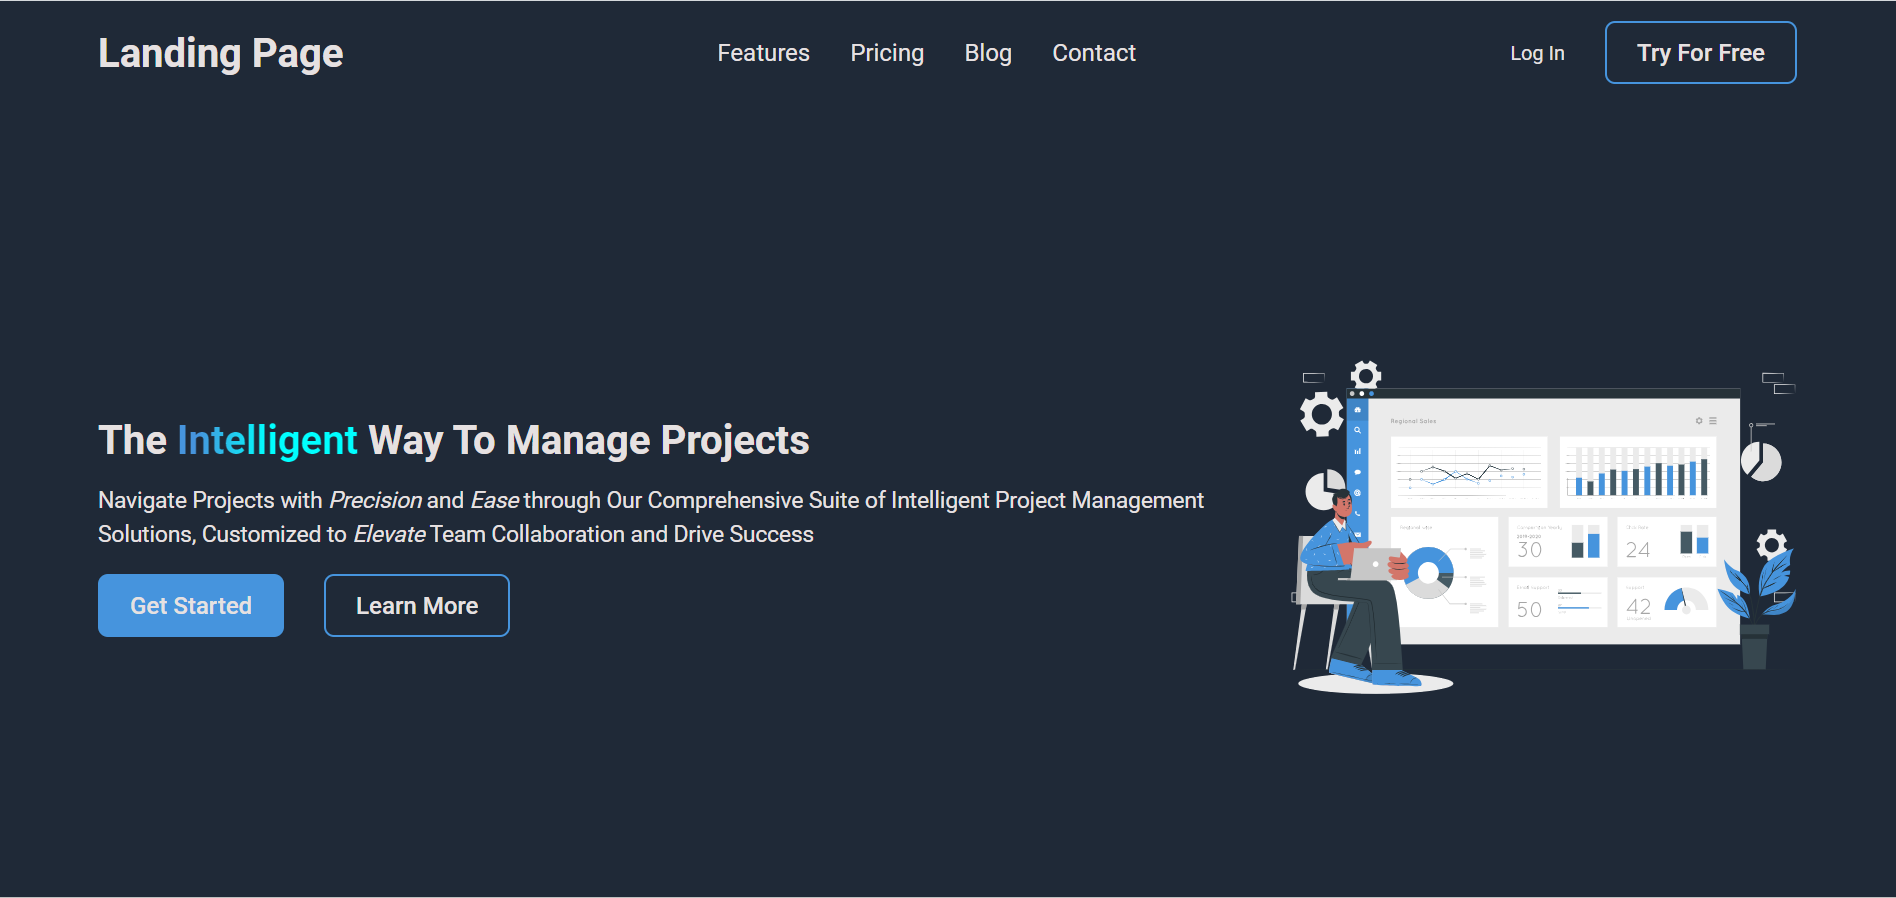 Landing Page
Features Pricing Blog Contact
Log In Try For Free
The Intelligent Way To Manage Projects
Navigate Projects with Precision and Ease through Our Comprehensive Suite of Intelligent Project Management
Solutions, Customized to Elevate Team Collaboration and Drive Success
Get Started Learn More
Regional Sales
2019-2020
30
24
50
42